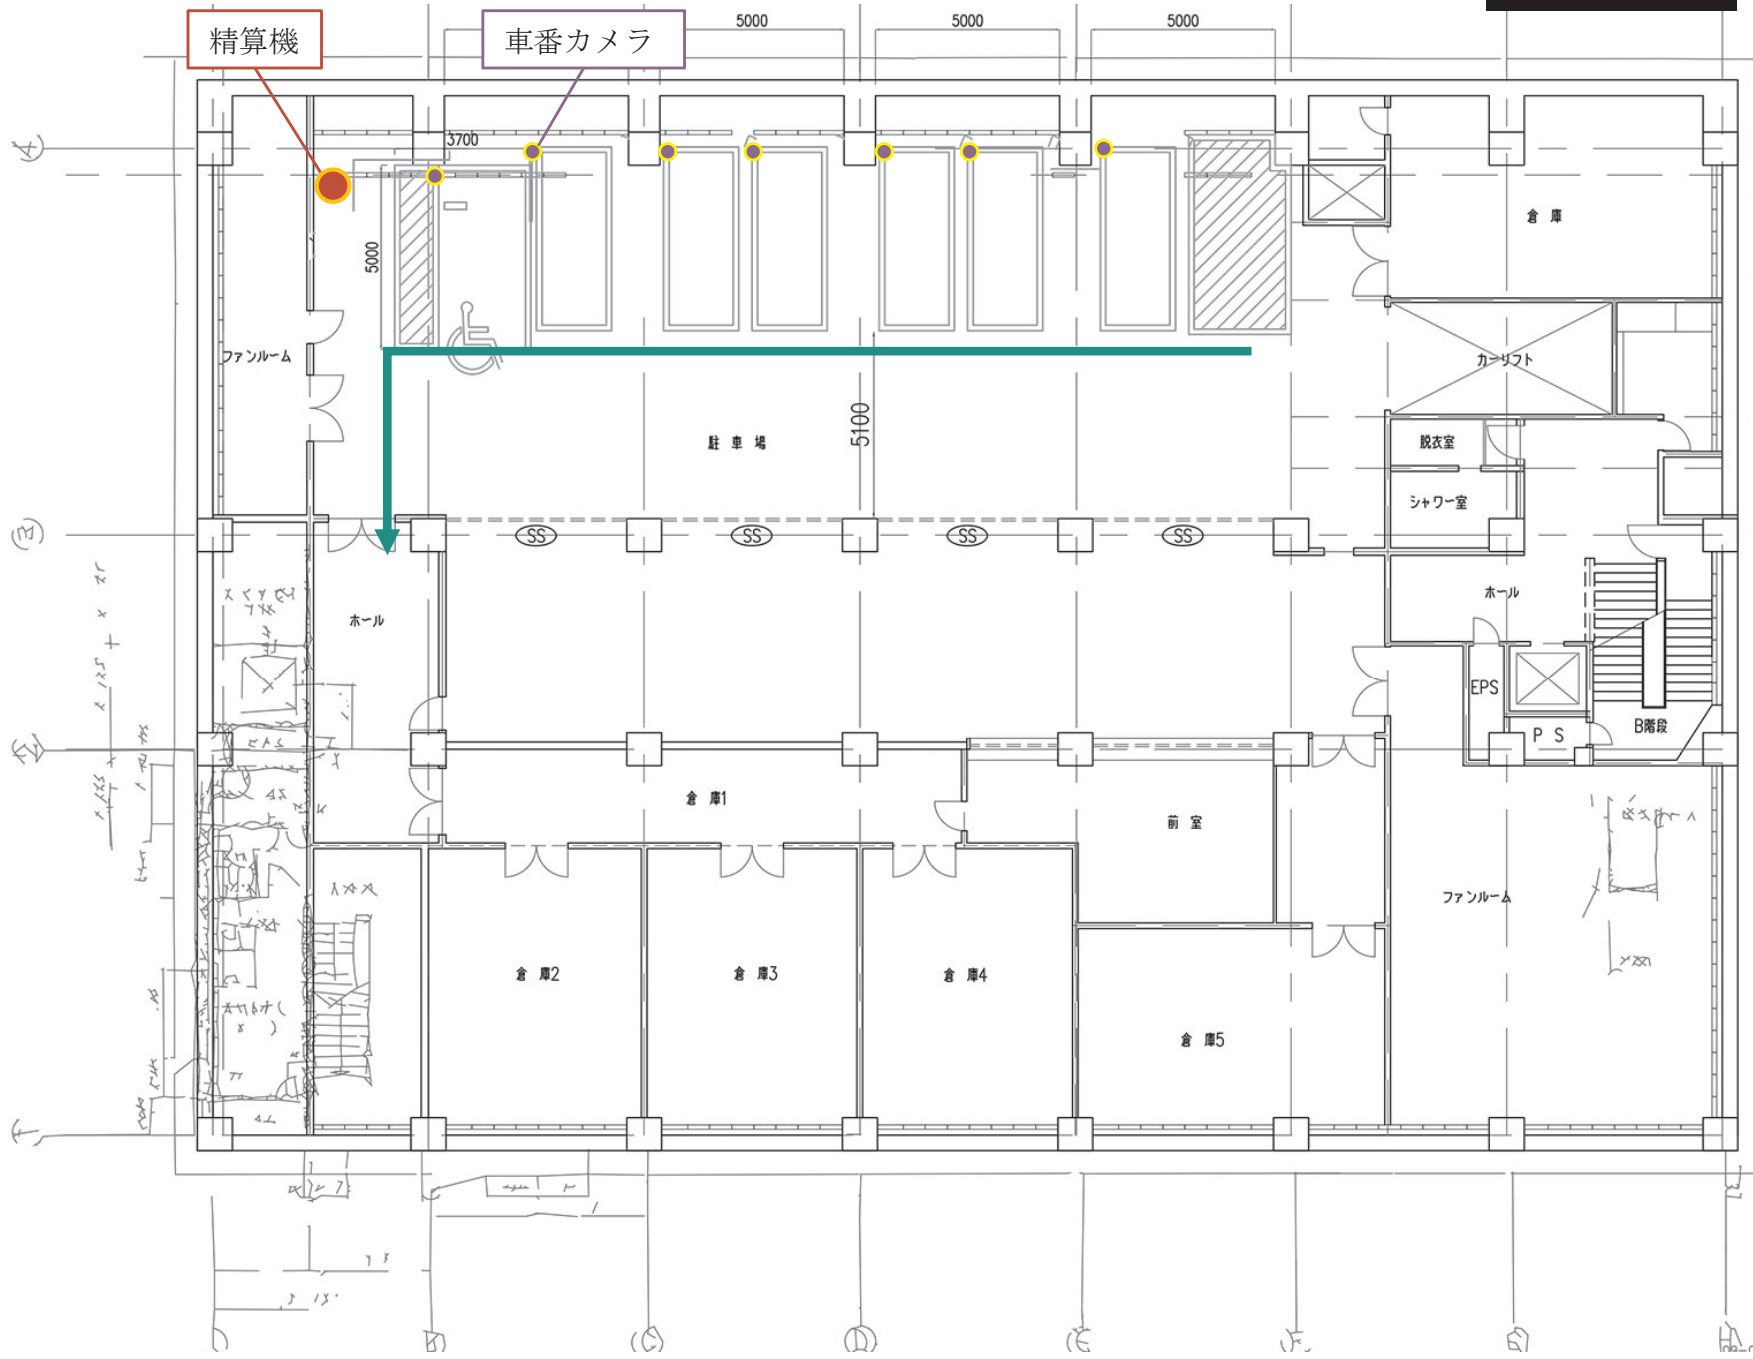 5000
5000
5000
精算機
車番カメラ
3700
5000
倉庫
ファンルーム
カーリフト
5100
駐車場
脱衣室
シャワー室
SS
SS
SS
SS
ホール
ホール
EPS
PS
B階段
倉庫1
前室
ファンルーム
倉庫2
倉庫3
倉庫4
倉庫5